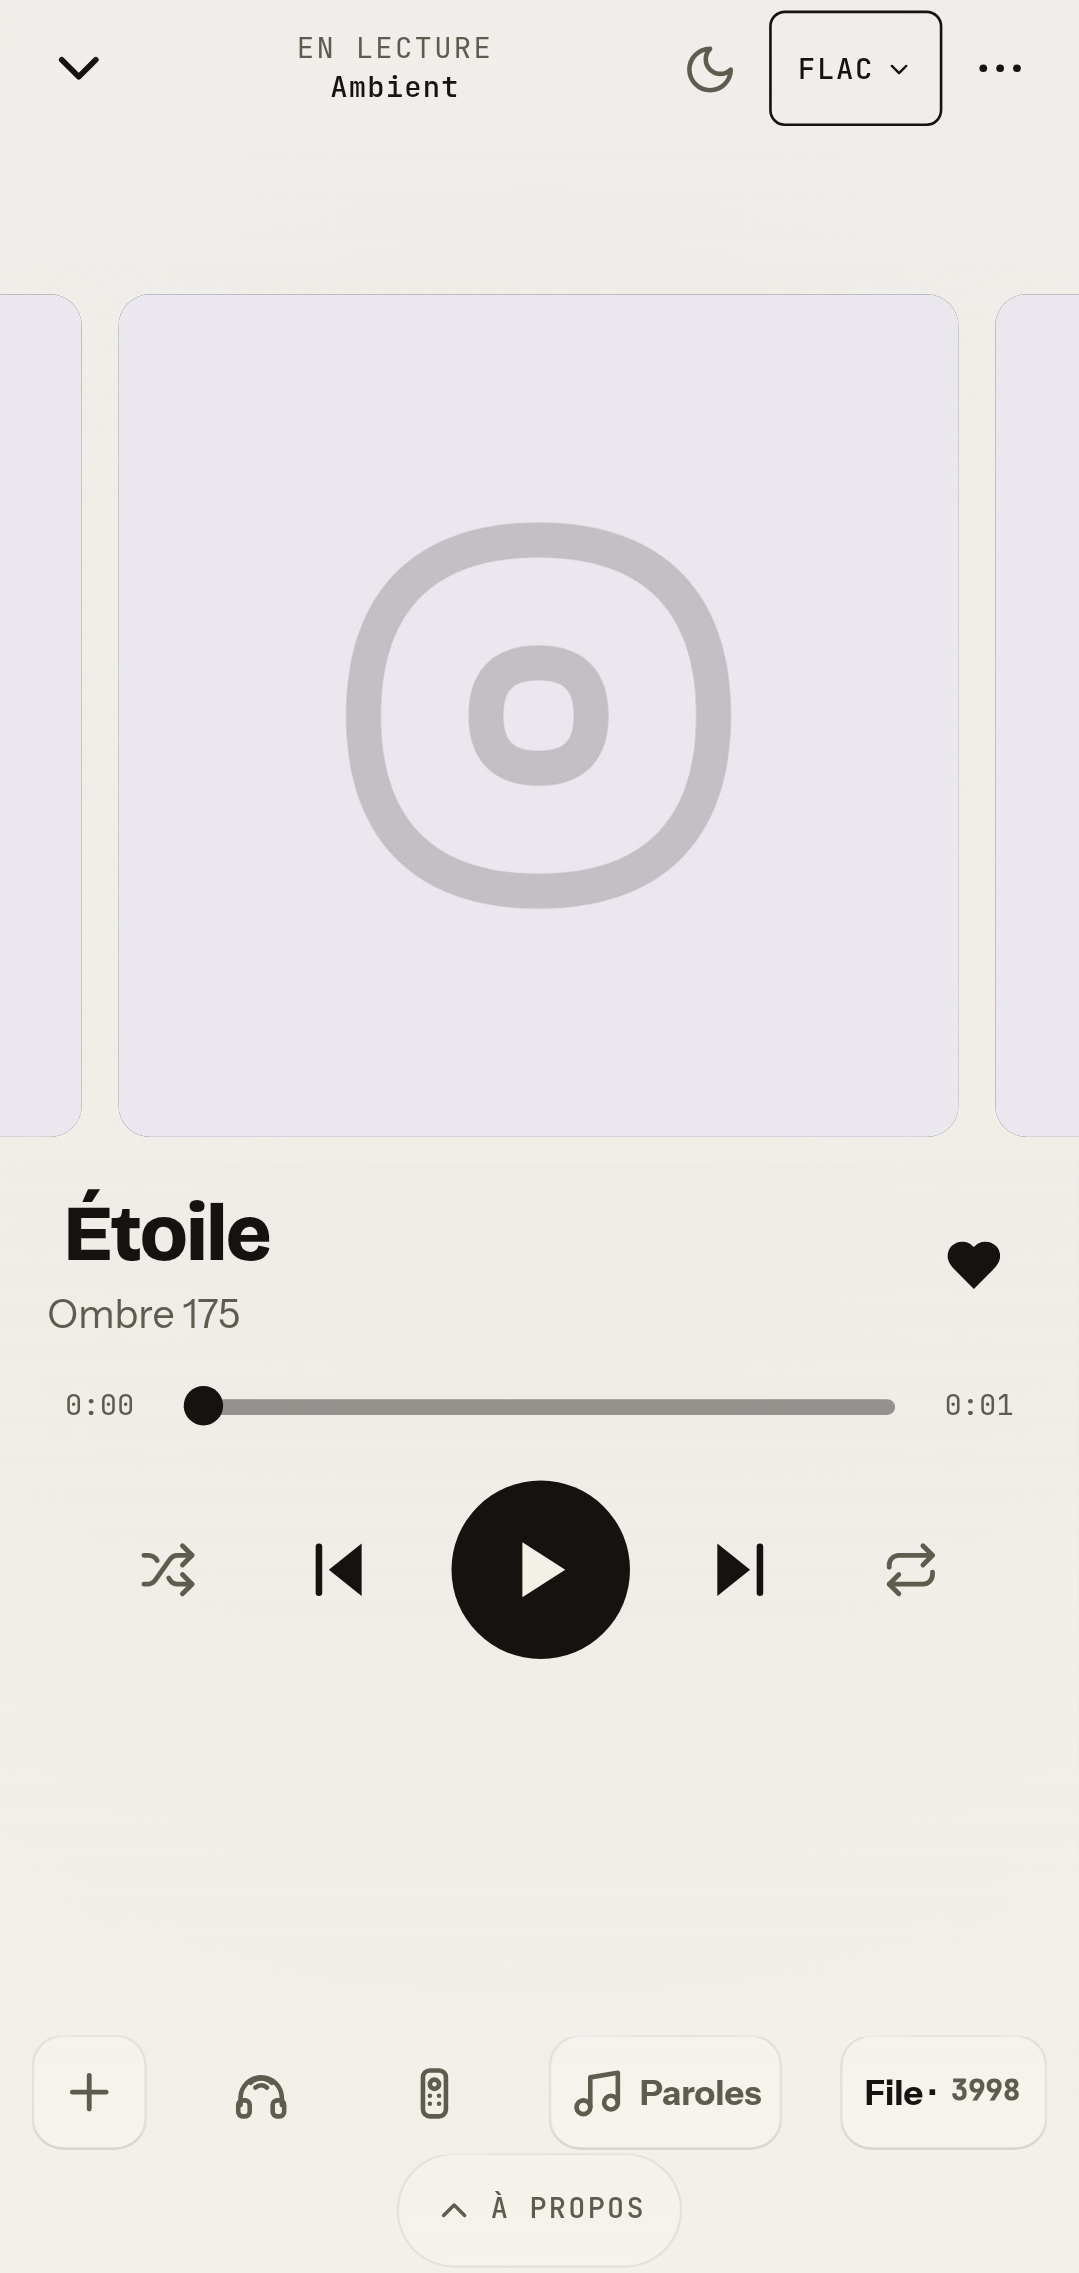 EN LECTURE
Ambient
FLAC
Étoile
Ombre 175
0:00
0:01
Paroles
File · 3998
À PROPOS